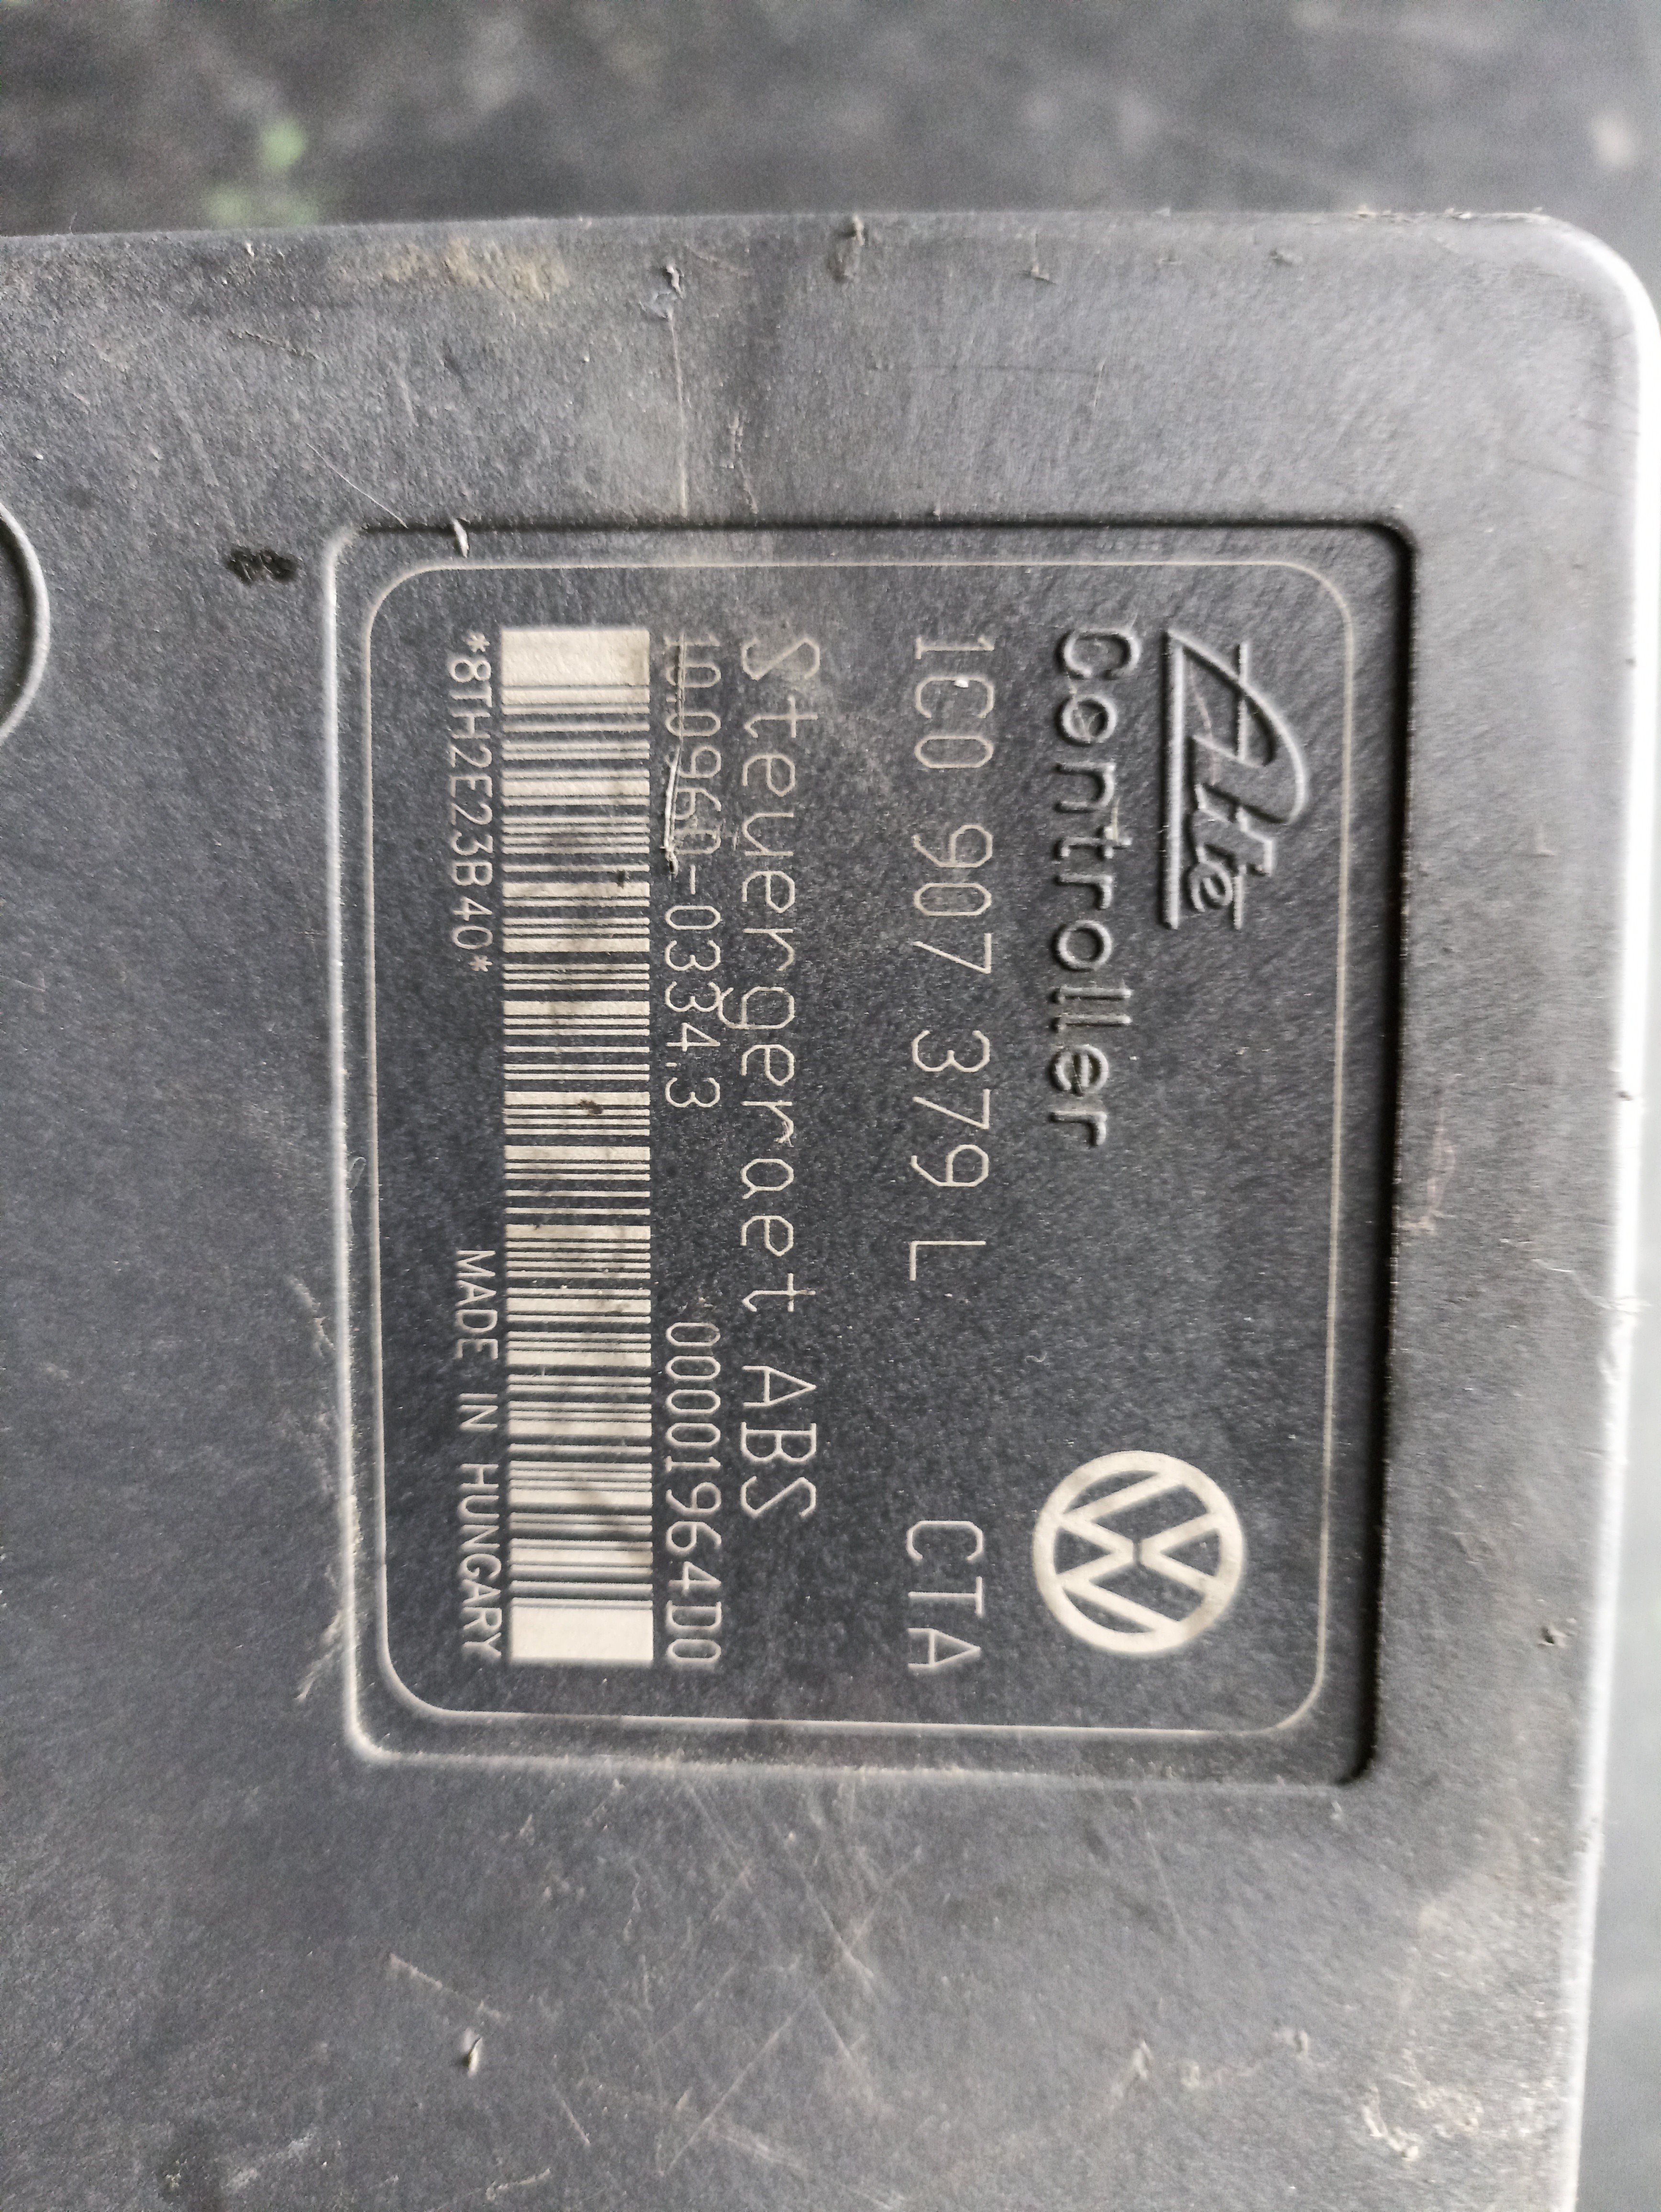 Ate
Controller
1C0 907 379 L CTA
Steuergeraet ABS
10.0960-0334.3 00001964D0
*8TH2E23B40*
MADE IN HUNGARY